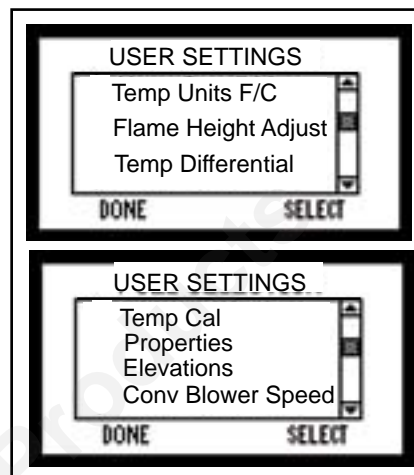 USER SETTINGS
Temp Units F/C
Flame Height Adjust
Temp Differential
DONE SELECT
USER SETTINGS
Temp Cal
Properties
Elevations
Conv Blower Speed
DONE SELECT